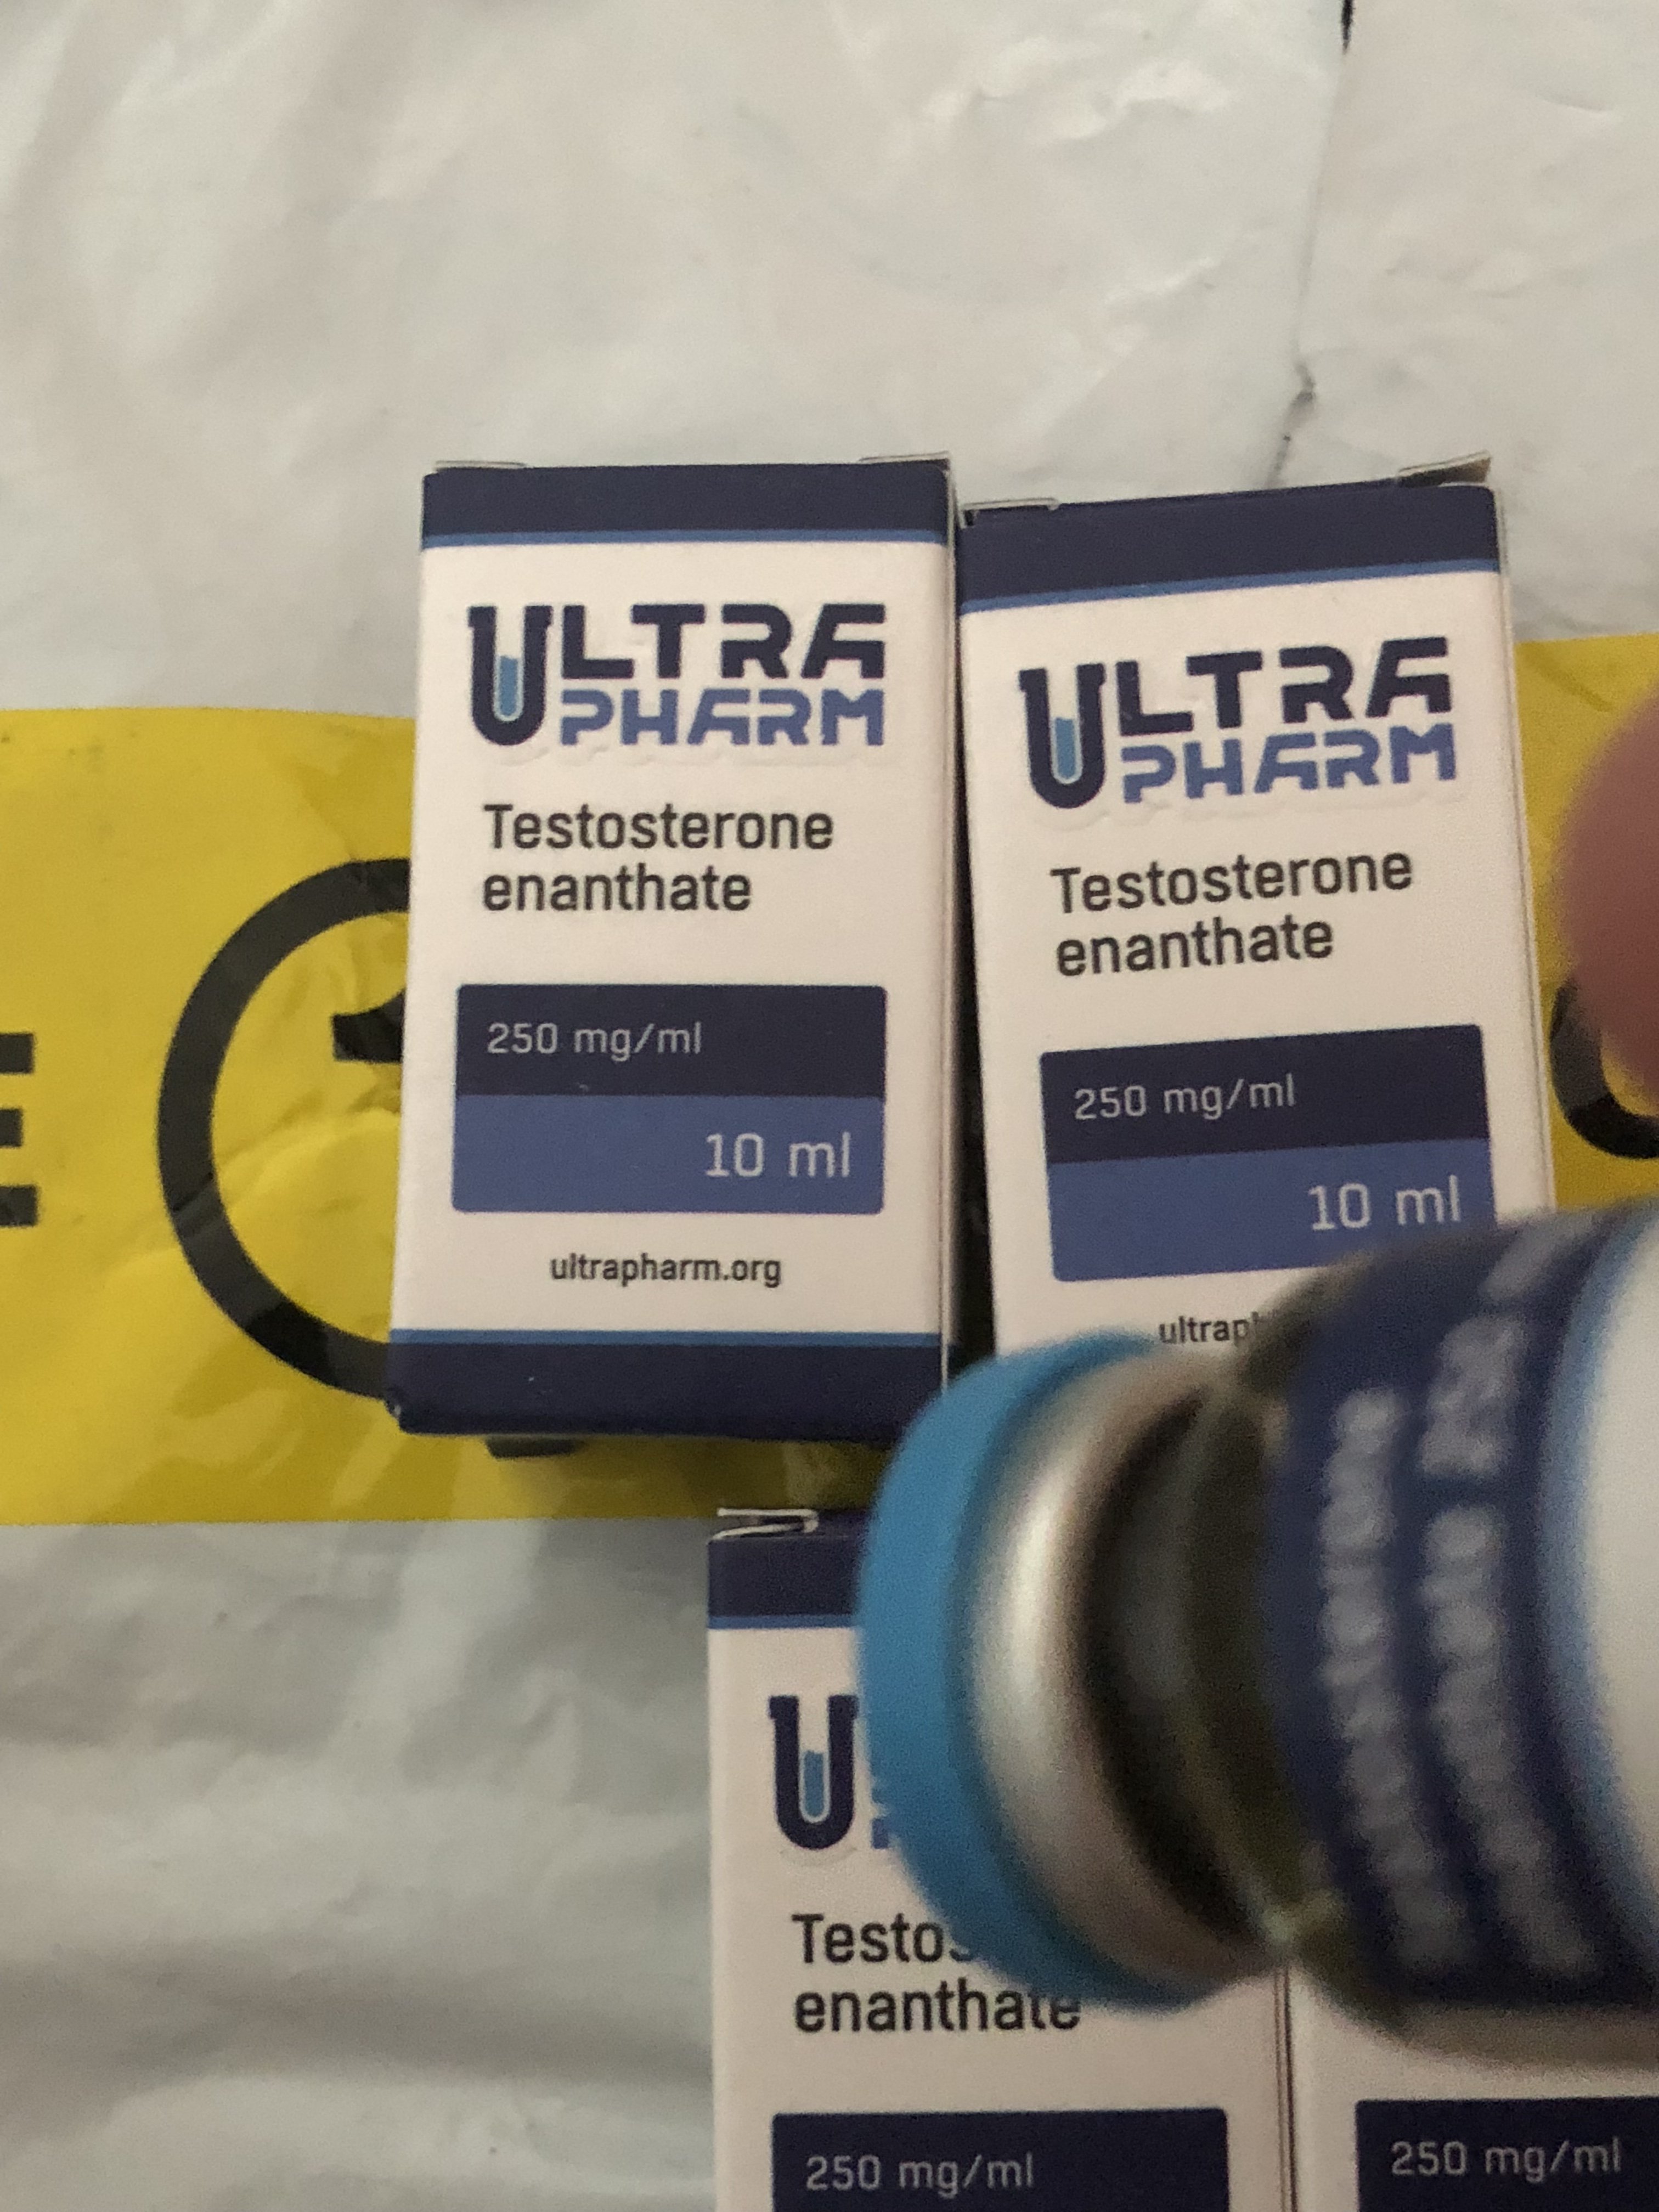 ULTRA
PHARM
Testosterone
enanthate
250 mg/ml
10 ml
ultrapharm.org
ULTRA
PHARM
Testosterone
enanthate
250 mg/ml
10 ml
U
enanthate
250 mg/ml
250 mg/ml